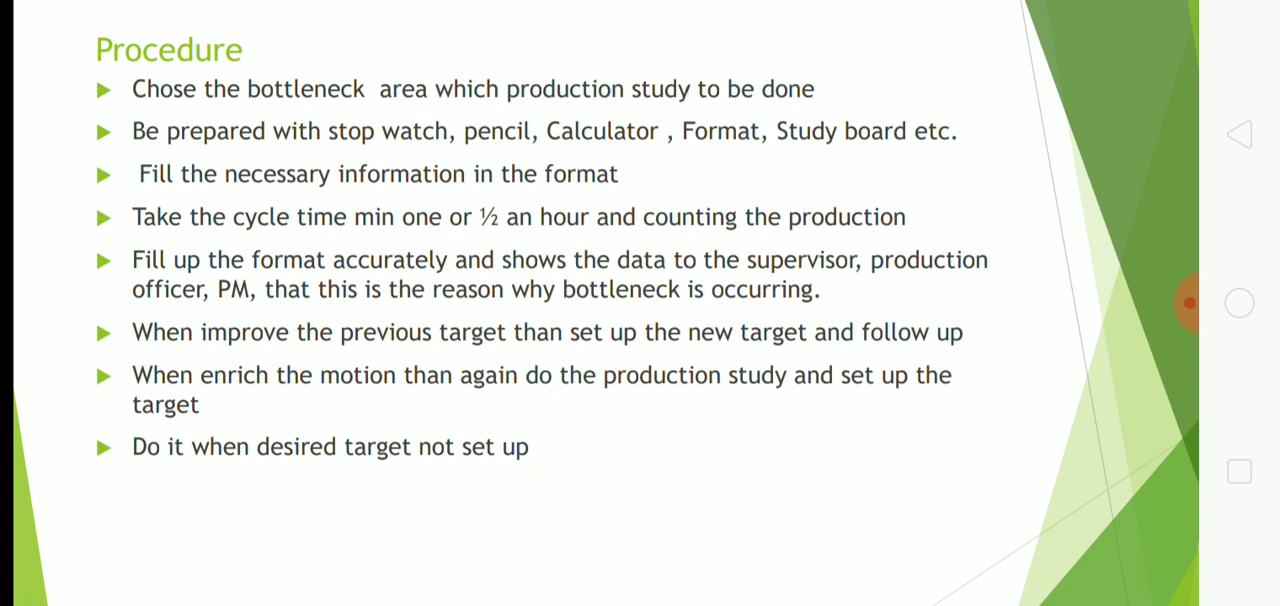 Procedure
Chose the bottleneck area which production study to be done
Be prepared with stop watch, pencil, Calculator , Format, Study board etc.
Fill the necessary information in the format
Take the cycle time min one or ½ an hour and counting the production
Fill up the format accurately and shows the data to the supervisor, production
officer, PM, that this is the reason why bottleneck is occurring.
When improve the previous target than set up the new target and follow up
When enrich the motion than again do the production study and set up the
target
Do it when desired target not set up